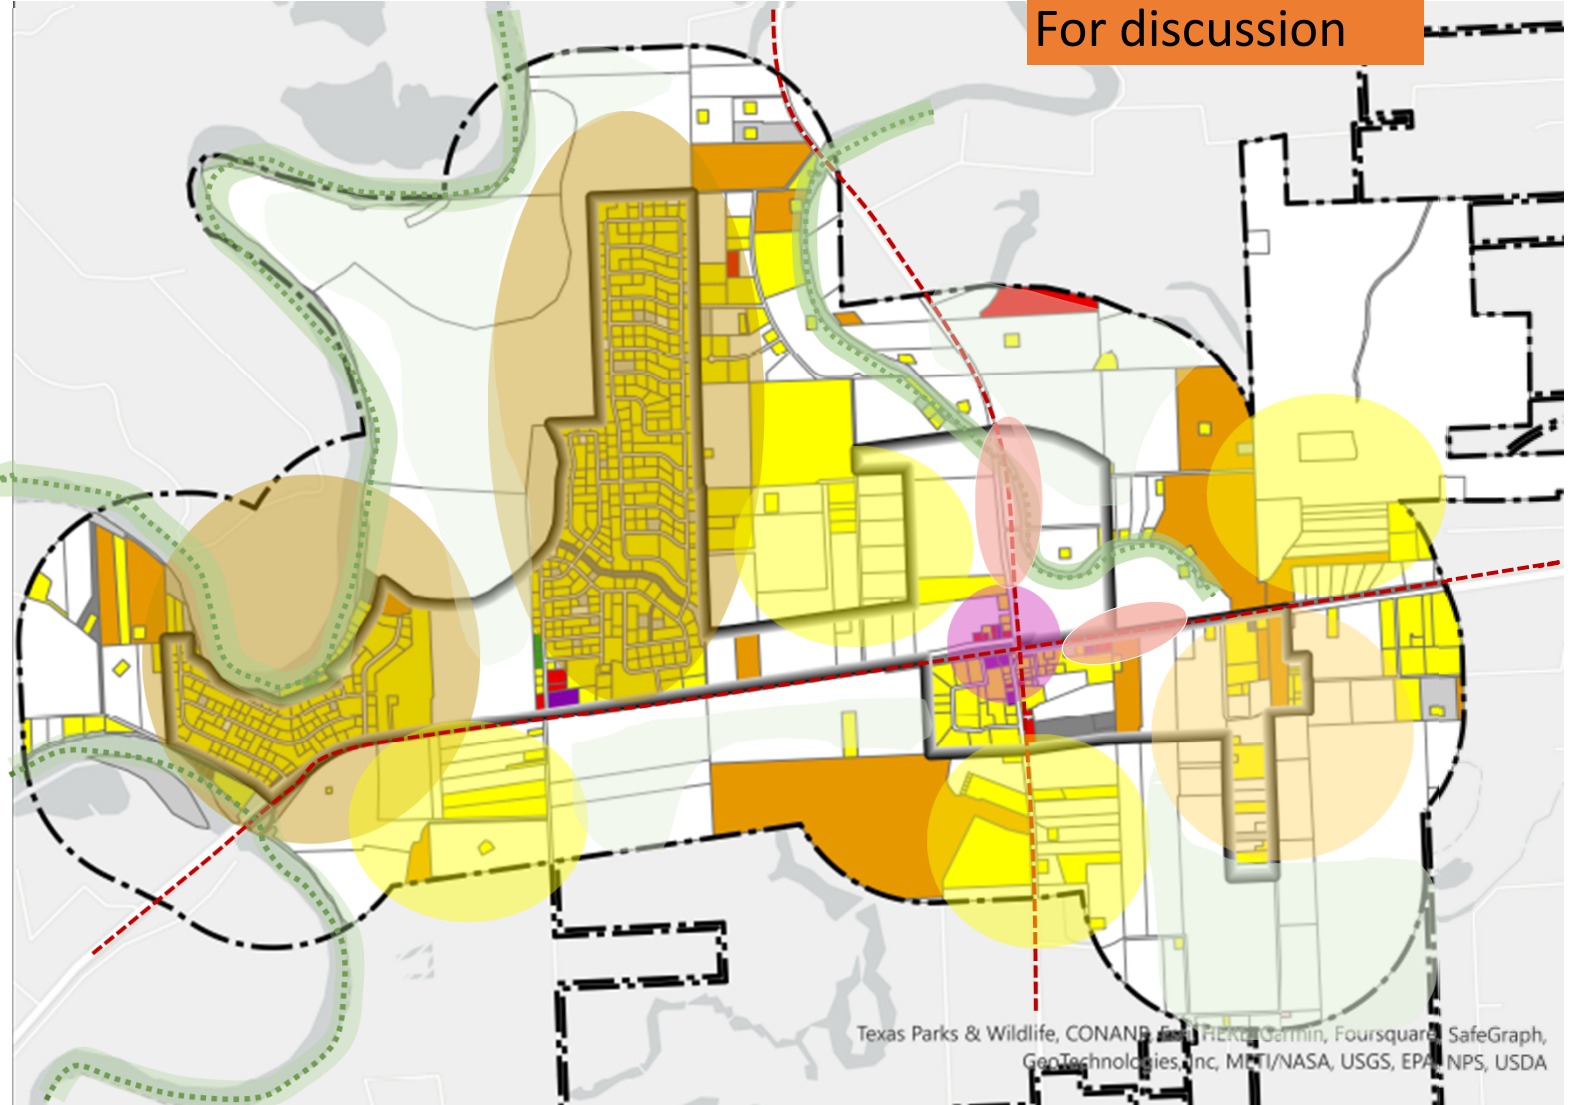 For discussion
Texas Parks & Wildlife, CONANP, Esri, HERE, Garmin, Foursquare, SafeGraph,
GeoTechnologies, Inc, METI/NASA, USGS, EPA, NPS, USDA